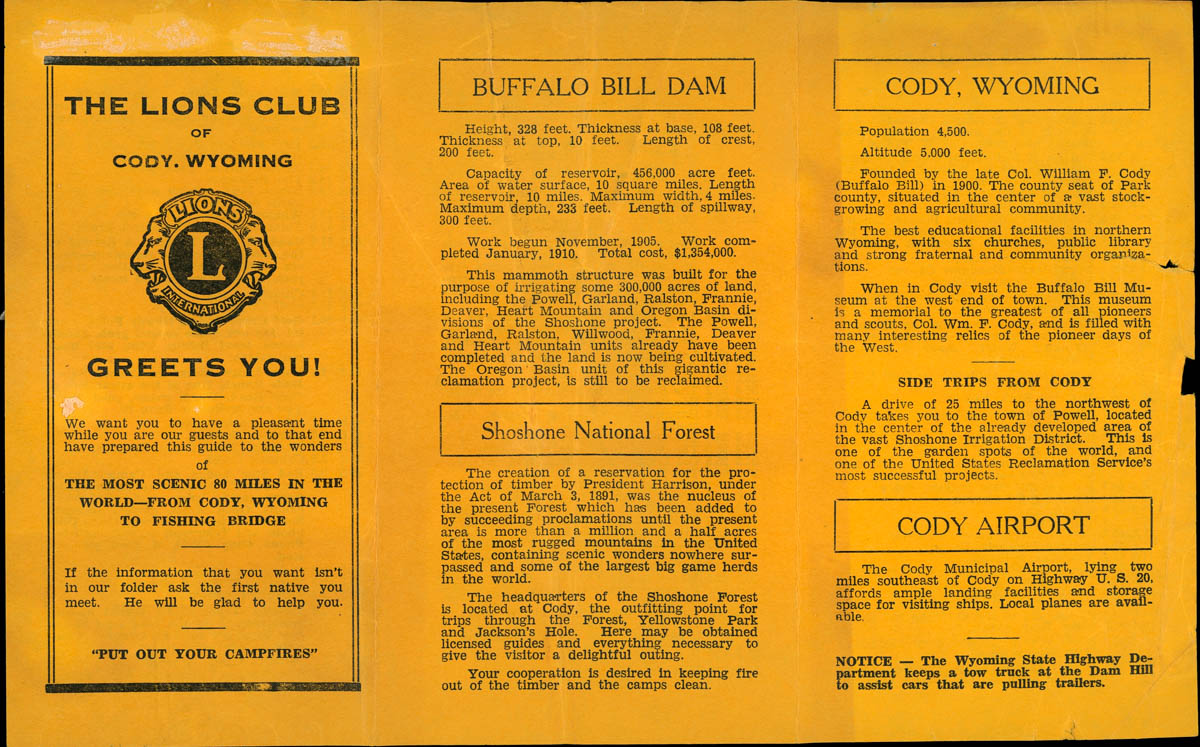 THE LIONS CLUB
OF
CODY. WYOMING
LIONS
L
INTERNATIONAL
GREETS YOU!
We want you to have a pleasant time
while you are our guests and to that end
have prepared this guide to the wonders
of
THE MOST SCENIC 80 MILES IN THE
WORLD—FROM CODY, WYOMING
TO FISHING BRIDGE
If the information that you want isn't
in our folder ask the first native you
meet. He will be glad to help you.
"PUT OUT YOUR CAMPFIRES"
BUFFALO BILL DAM
Height, 328 feet. Thickness at base, 108 feet.
Thickness at top, 10 feet. Length of crest,
200 feet.
Capacity of reservoir, 456,000 acre feet.
Area of water surface, 10 square miles. Length
of reservoir, 10 miles. Maximum width, 4 miles.
Maximum depth, 233 feet. Length of spillway,
300 feet.
Work begun November, 1905. Work com-
pleted January, 1910. Total cost, $1,354,000.
This mammoth structure was built for the
purpose of irrigating some 300,000 acres of land,
including the Powell, Garland, Ralston, Frannie,
Deaver, Heart Mountain and Oregon Basin di-
visions of the Shoshone project. The Powell,
Garland, Ralston, Willwood, Frannie, Deaver
and Heart Mountain units already have been
completed and the land is now being cultivated.
The Oregon Basin unit of this gigantic re-
clamation project, is still to be reclaimed.
Shoshone National Forest
The creation of a reservation for the pro-
tection of timber by President Harrison, under
the Act of March 3, 1891, was the nucleus of
the present Forest which has been added to
by succeeding proclamations until the present
area is more than a million and a half acres
of the most rugged mountains in the United
States, containing scenic wonders nowhere sur-
passed and some of the largest big game herds
in the world.
The headquarters of the Shoshone Forest
is located at Cody, the outfitting point for
trips through the Forest, Yellowstone Park
and Jackson's Hole. Here may be obtained
licensed guides and everything necessary to
give the visitor a delightful outing.
Your cooperation is desired in keeping fire
out of the timber and the camps clean.
CODY, WYOMING
Population 4,500.
Altitude 5.000 feet.
Founded by the late Col. William F. Cody
(Buffalo Bill) in 1900. The county seat of Park
county, situated in the center of a vast stock-
growing and agricultural community.
The best educational facilities in northern
Wyoming, with six churches, public library
and strong fraternal and community organiza-
tions.
When in Cody visit the Buffalo Bill Mu-
seum at the west end of town. This museum
is a memorial to the greatest of all pioneers
and scouts, Col. Wm. F. Cody, and is filled with
many interesting relics of the pioneer days of
the West.
SIDE TRIPS FROM CODY
A drive of 25 miles to the northwest of
Cody takes you to the town of Powell, located
in the center of the already developed area of
the vast Shoshone Irrigation District. This is
one of the garden spots of the world, and
one of the United States Reclamation Service's
most successful projects.
CODY AIRPORT
The Cody Municipal Airport, lying two
miles southeast of Cody on Highway U. S. 20,
affords ample landing facilities and storage
space for visiting ships. Local planes are avail-
able.
NOTICE — The Wyoming State Highway De-
partment keeps a tow truck at the Dam Hill
to assist cars that are pulling trailers.